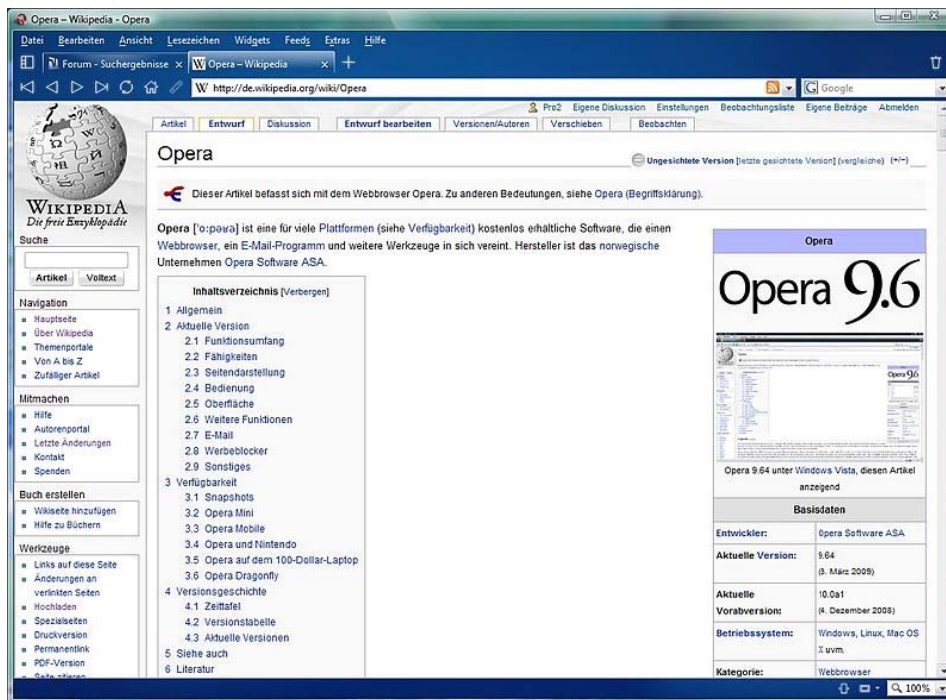 Opera – Wikipedia - Opera
Datei Bearbeiten Ansicht Lesezeichen Widgets Feeds Extras Hilfe
Forum - Suchergebnisse × Opera – Wikipedia ×
W http://de.wikipedia.org/wiki/Opera Google
Pro2 Eigene Diskussion Einstellungen Beobachtungsliste Eigene Beiträge Abmelden
Artikel Entwurf Diskussion Entwurf bearbeiten Versionen/Autoren Verschieben Beobachten
Opera
Ungesichtete Version [letzte gesichtete Version] (vergleiche) (+/−)
Dieser Artikel befasst sich mit dem Webbrowser Opera. Zu anderen Bedeutungen, siehe Opera (Begriffsklärung).
WIKIPEDIA
Die freie Enzyklopädie
Suche
Artikel Volltext
Navigation
Hauptseite
Über Wikipedia
Themenportale
Von A bis Z
Zufälliger Artikel
Mitmachen
Hilfe
Autorenportal
Letzte Änderungen
Kontakt
Spenden
Buch erstellen
Wikiseite hinzufügen
Hilfe zu Büchern
Werkzeuge
Links auf diese Seite
Änderungen an
verlinkten Seiten
Hochladen
Spezialseiten
Druckversion
Permanentlink
PDF-Version
Seite zitieren
Opera ['oːpəʁa] ist eine für viele Plattformen (siehe Verfügbarkeit) kostenlos erhältliche Software, die einen
Webbrowser, ein E-Mail-Programm und weitere Werkzeuge in sich vereint. Hersteller ist das norwegische
Unternehmen Opera Software ASA.
Inhaltsverzeichnis [Verbergen]
1 Allgemein
2 Aktuelle Version
2.1 Funktionsumfang
2.2 Fähigkeiten
2.3 Seitendarstellung
2.4 Bedienung
2.5 Oberfläche
2.6 Weitere Funktionen
2.7 E-Mail
2.8 Werbeblocker
2.9 Sonstiges
3 Verfügbarkeit
3.1 Snapshots
3.2 Opera Mini
3.3 Opera Mobile
3.4 Opera und Nintendo
3.5 Opera auf dem 100-Dollar-Laptop
3.6 Opera Dragonfly
4 Versionsgeschichte
4.1 Zeittafel
4.2 Versionstabelle
4.3 Aktuelle Versionen
5 Siehe auch
6 Literatur
Opera
Opera 9.6
Opera 9.64 unter Windows Vista, diesen Artikel
anzeigend
Basisdaten
Entwickler: Opera Software ASA
Aktuelle Version: 9.64
(3. März 2009)
Aktuelle 10.0a1
Vorabversion: (4. Dezember 2008)
Betriebssystem: Windows, Linux, Mac OS
X uvm.
Kategorie: Webbrowser
100%